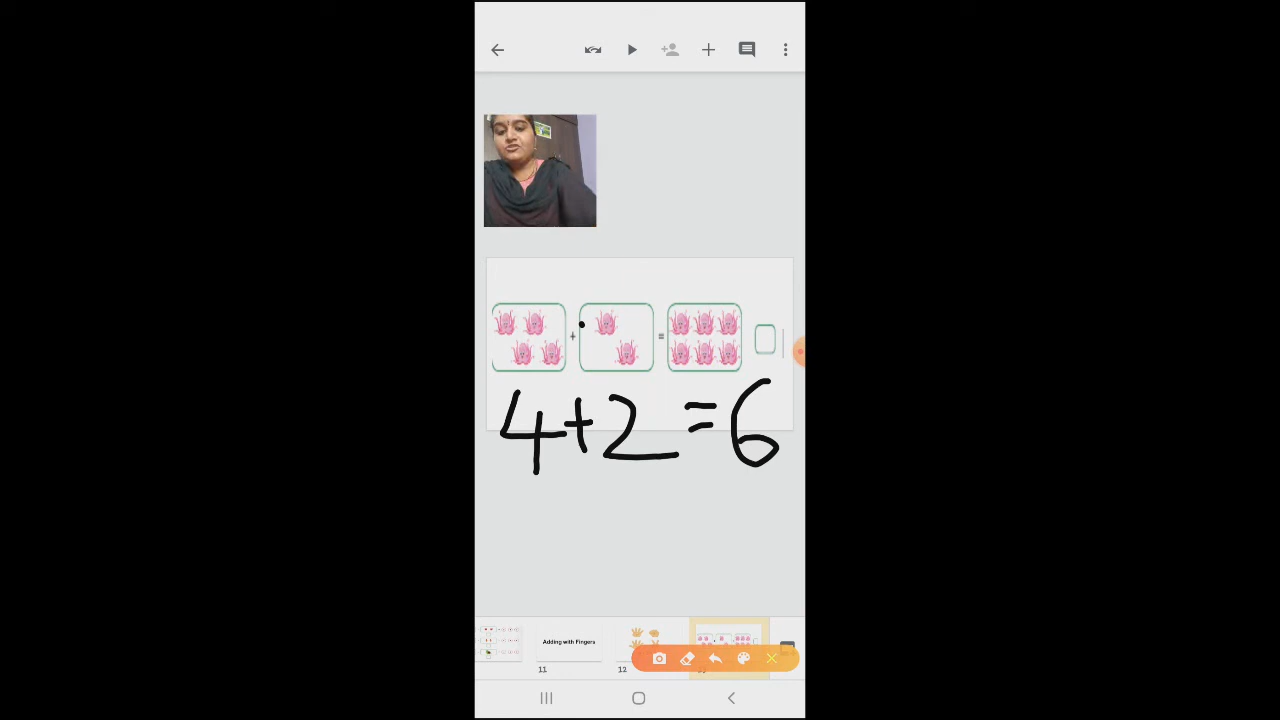 + =
4+2=6
Adding with Fingers
11
12